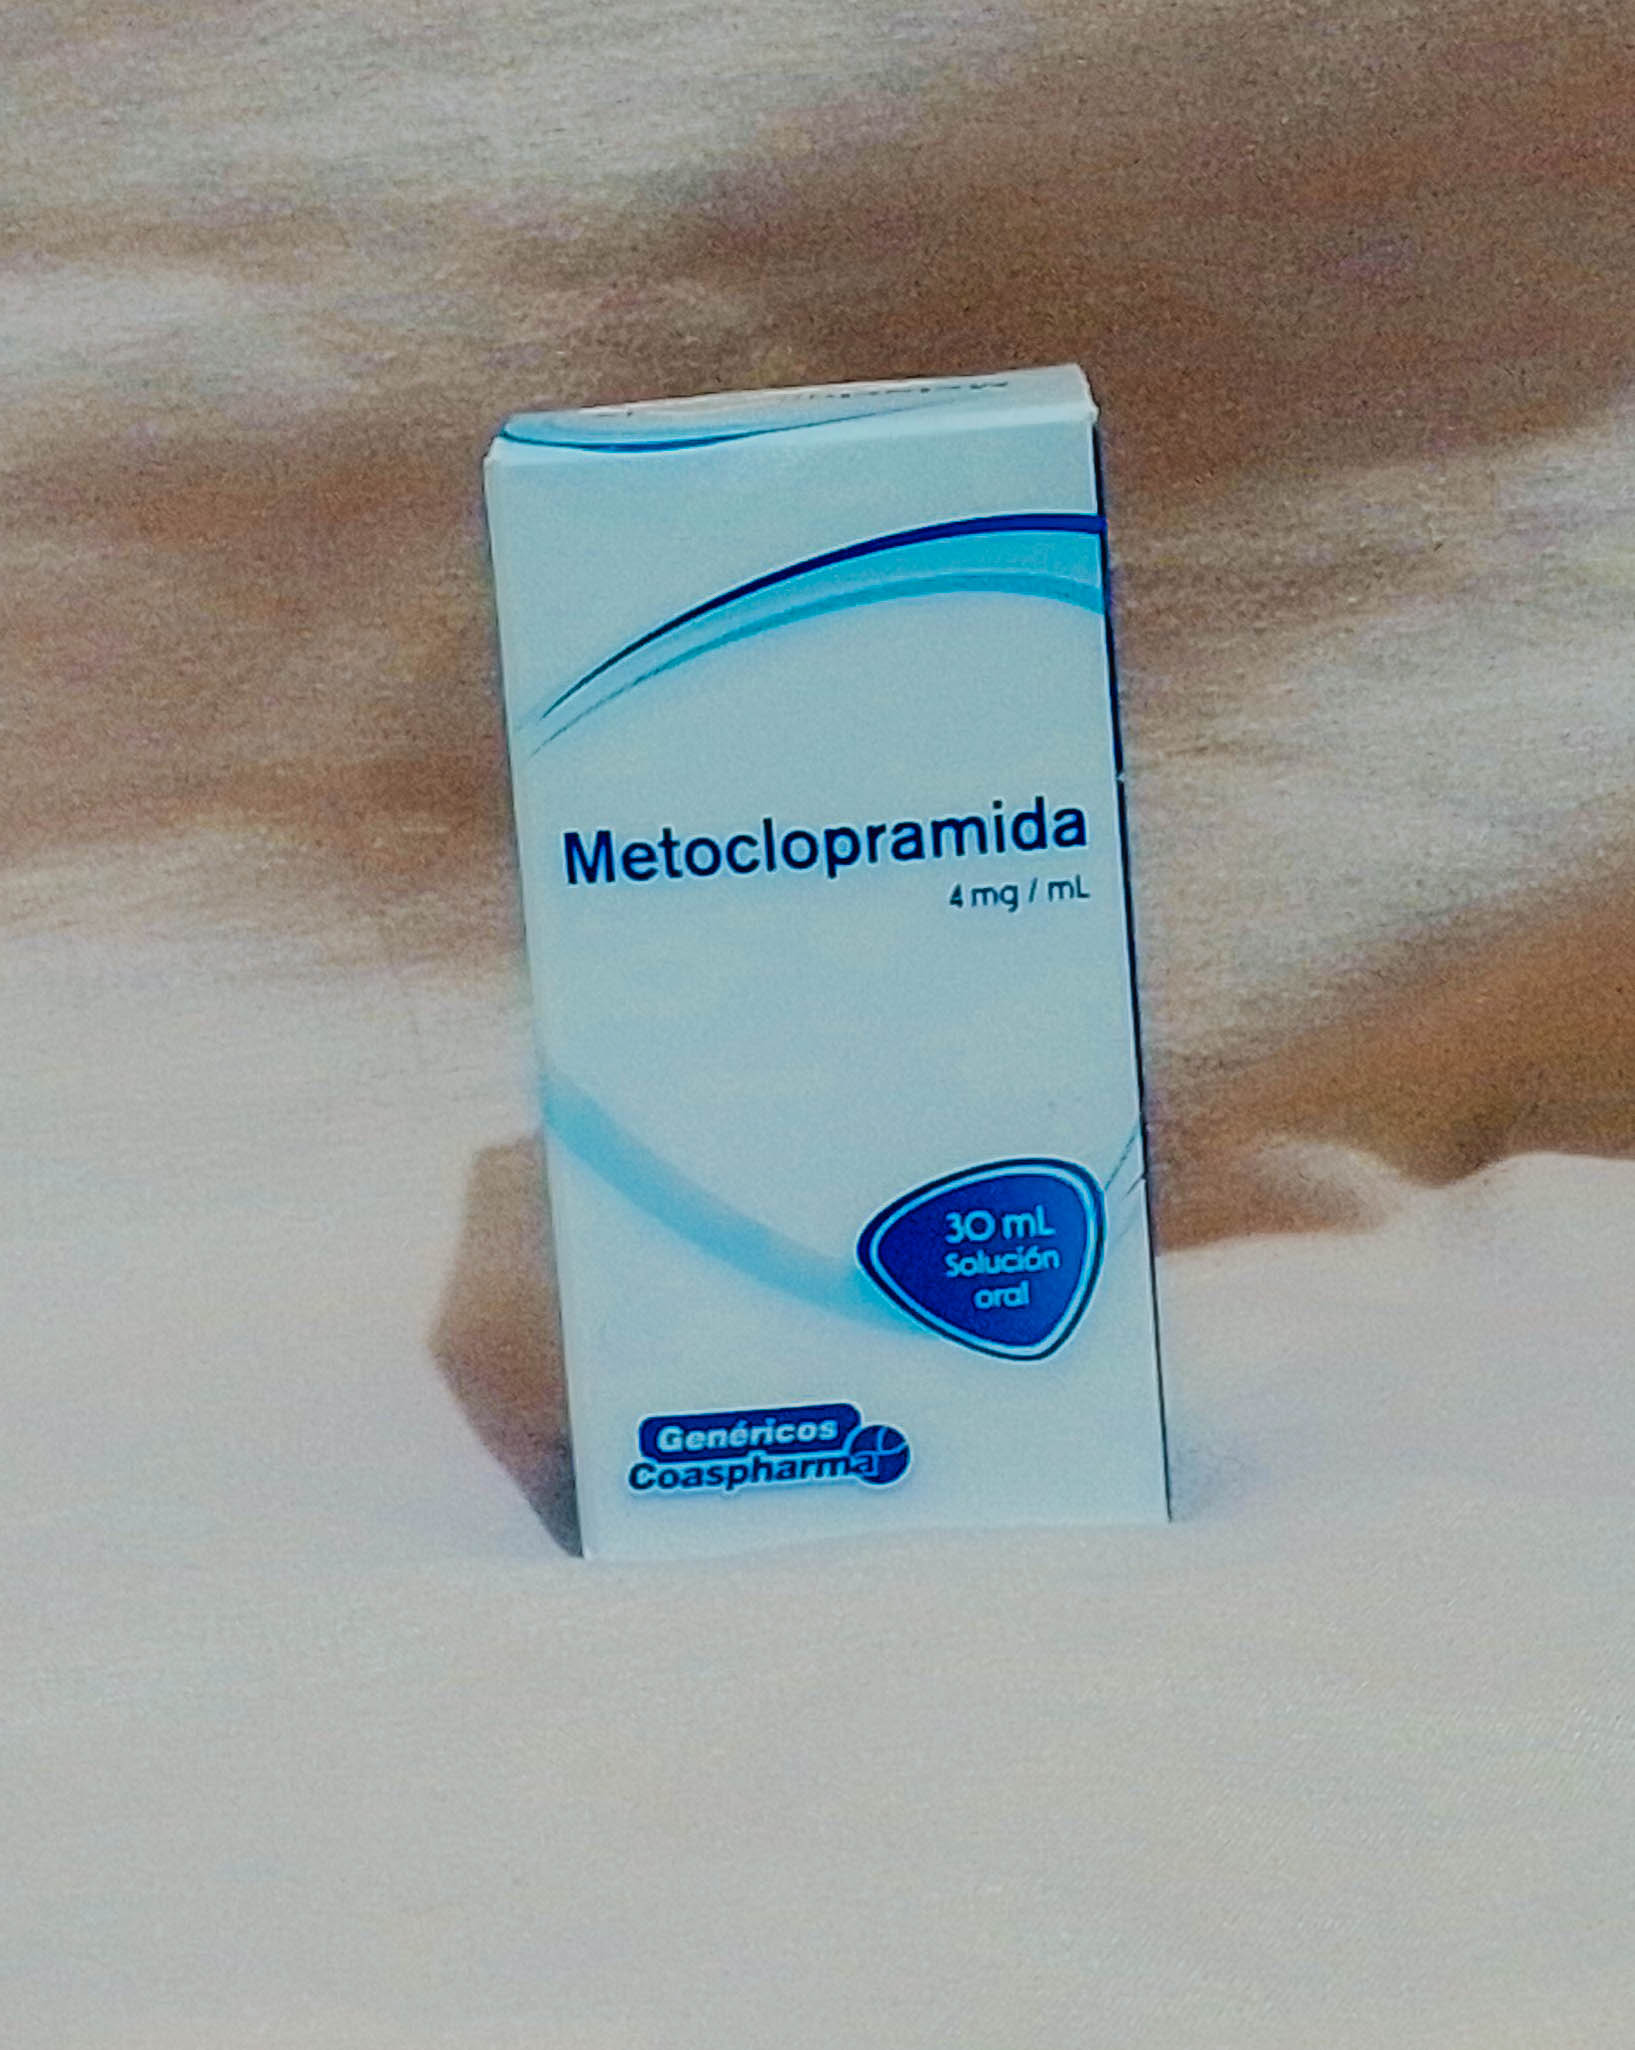 Metoclopramida
4 mg / mL
30 mL
Solución
oral
Genéricos
Coaspharma